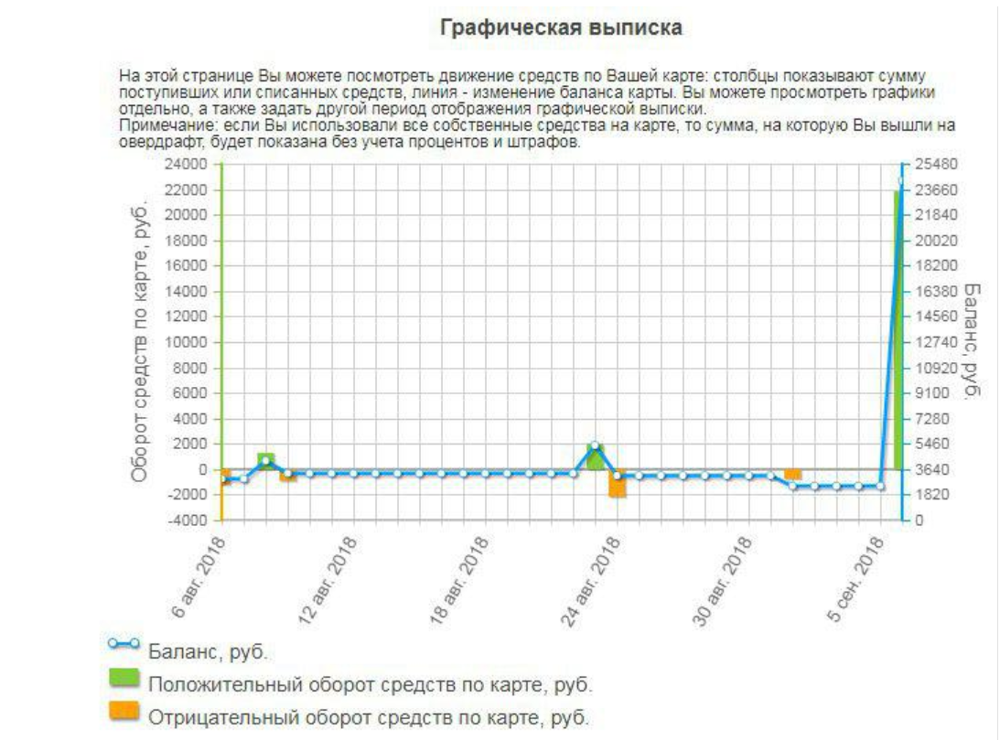 Графическая выписка
На этой странице Вы можете посмотреть движение средств по Вашей карте: столбцы показывают сумму
поступивших или списанных средств, линия - изменение баланса карты. Вы можете просмотреть графики
отдельно, а также задать другой период отображения графической выписки.
Примечание: если Вы использовали все собственные средства на карте, то сумма, на которую Вы вышли на
овердрафт, будет показана без учета процентов и штрафов.
Оборот средств по карте, руб.
24000
22000
20000
18000
16000
14000
12000
10000
8000
6000
4000
2000
0
-2000
-4000
25480
23660
21840
20020
18200
16380
14560
12740
10920
9100
7280
5460
3640
1820
0
Баланс, руб.
6 авг. 2018
12 авг. 2018
18 авг. 2018
24 авг. 2018
30 авг. 2018
5 сен. 2018
Баланс, руб.
Положительный оборот средств по карте, руб.
Отрицательный оборот средств по карте, руб.